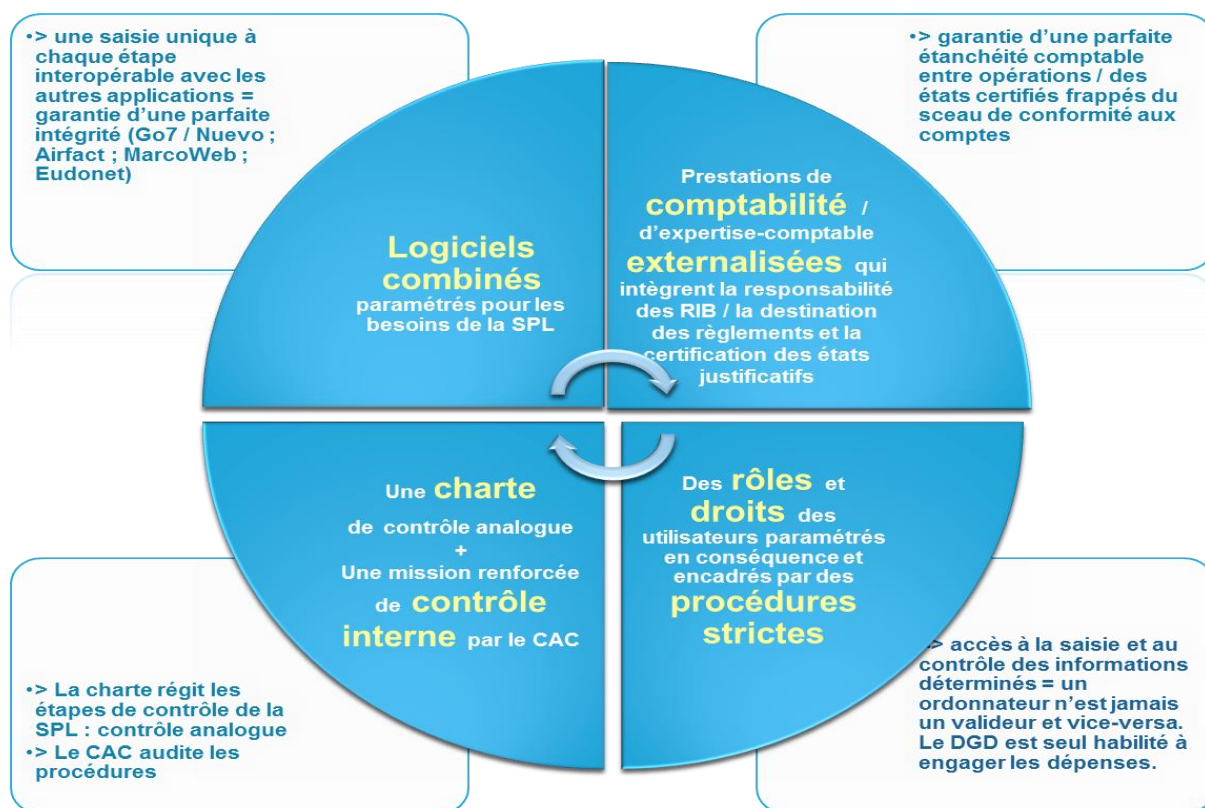 •> une saisie unique à
chaque étape
interopérable avec les
autres applications =
garantie d'une parfaite
intégrité (Go7 / Nuevo ;
Airfact ; MarcoWeb ;
Eudonet)
•> garantie d'une parfaite
étanchéité comptable
entre opérations / des
états certifiés frappés du
sceau de conformité aux
comptes
Logiciels
combinés
paramétrés pour les
besoins de la SPL
Prestations de
comptabilité /
d'expertise-comptable
externalisées qui
intègrent la responsabilité
des RIB / la destination
des règlements et la
certification des états
justificatifs
Une charte
de contrôle analogue
+
Une mission renforcée
de contrôle
interne par le CAC
Des rôles et
droits des
utilisateurs paramétrés
en conséquence et
encadrés par des
procédures
strictes
•> La charte régit les
étapes de contrôle de la
SPL : contrôle analogue
•> Le CAC audite les
procédures
•> accès à la saisie et au
contrôle des informations
déterminés = un
ordonnateur n'est jamais
un valideur et vice-versa.
Le DGD est seul habilité à
engager les dépenses.